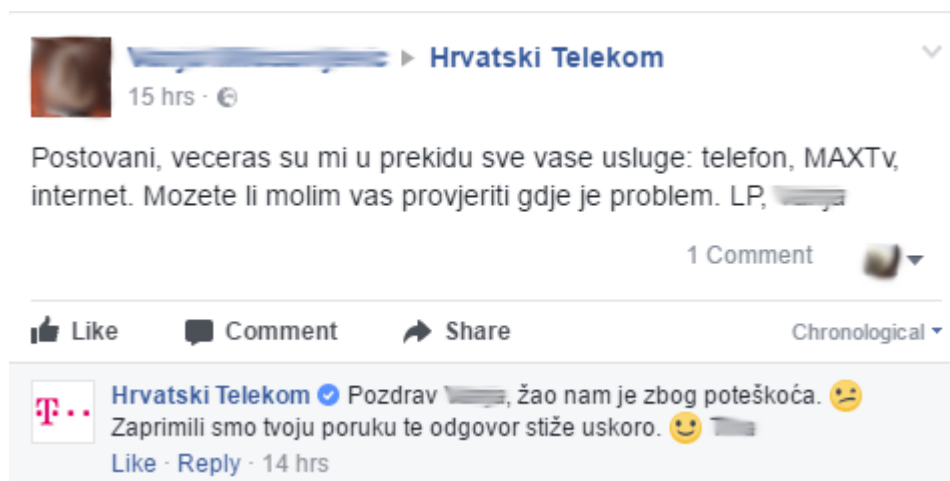 Hrvatski Telekom
15 hrs ·
Postovani, veceras su mi u prekidu sve vase usluge: telefon, MAXTv,
internet. Mozete li molim vas provjeriti gdje je problem. LP,
1 Comment
Like Comment Share Chronological
Hrvatski Telekom Pozdrav , žao nam je zbog poteškoća.
Zaprimili smo tvoju poruku te odgovor stiže uskoro.
Like · Reply · 14 hrs